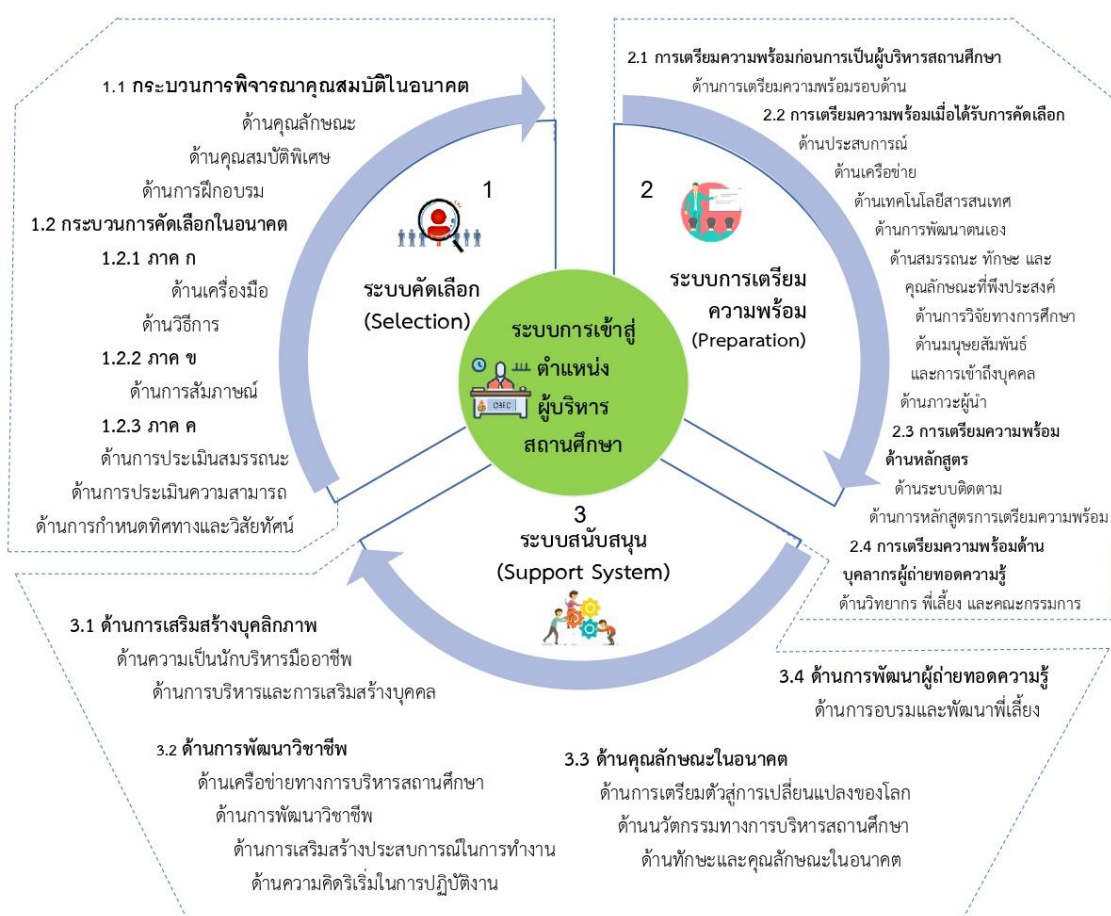 1.1 กระบวนการพิจารณาคุณสมบัติในอนาคต
ด้านคุณลักษณะ
ด้านคุณสมบัติพิเศษ
ด้านการฝึกอบรม
1.2 กระบวนการคัดเลือกในอนาคต
1.2.1 ภาค ก
ด้านเครื่องมือ
ด้านวิธีการ
1.2.2 ภาค ข
ด้านการสัมภาษณ์
1.2.3 ภาค ค
ด้านการประเมินสมรรถนะ
ด้านการประเมินความสามารถ
ด้านการกำหนดทิศทางและวิสัยทัศน์
1
ระบบคัดเลือก
(Selection)
2
ระบบการเตรียม
ความพร้อม
(Preparation)
2.1 การเตรียมความพร้อมก่อนการเป็นผู้บริหารสถานศึกษา
ด้านการเตรียมความพร้อมรอบด้าน
2.2 การเตรียมความพร้อมเมื่อได้รับการคัดเลือก
ด้านประสบการณ์
ด้านเครือข่าย
ด้านเทคโนโลยีสารสนเทศ
ด้านการพัฒนาตนเอง
ด้านสมรรถนะ ทักษะ และ
คุณลักษณะที่พึงประสงค์
ด้านการวิจัยทางการศึกษา
ด้านมนุษยสัมพันธ์
และการเข้าถึงบุคคล
ด้านภาวะผู้นำ
2.3 การเตรียมความพร้อม
ด้านหลักสูตร
ด้านระบบติดตาม
ด้านการหลักสูตรการเตรียมความพร้อม
2.4 การเตรียมความพร้อมด้าน
บุคลากรผู้ถ่ายทอดความรู้
ด้านวิทยากร พี่เลี้ยง และคณะกรรมการ
ระบบการเข้าสู่
ตำแหน่ง
ผู้บริหาร
สถานศึกษา
OBEC
3
ระบบสนับสนุน
(Support System)
3.1 ด้านการเสริมสร้างบุคลิกภาพ
ด้านความเป็นนักบริหารมืออาชีพ
ด้านการบริหารและการเสริมสร้างบุคคล
3.2 ด้านการพัฒนาวิชาชีพ
ด้านเครือข่ายทางการบริหารสถานศึกษา
ด้านการพัฒนาวิชาชีพ
ด้านการเสริมสร้างประสบการณ์ในการทำงาน
ด้านความคิดริเริ่มในการปฏิบัติงาน
3.3 ด้านคุณลักษณะในอนาคต
ด้านการเตรียมตัวสู่การเปลี่ยนแปลงของโลก
ด้านนวัตกรรมทางการบริหารสถานศึกษา
ด้านทักษะและคุณลักษณะในอนาคต
3.4 ด้านการพัฒนาผู้ถ่ายทอดความรู้
ด้านการอบรมและพัฒนาพี่เลี้ยง